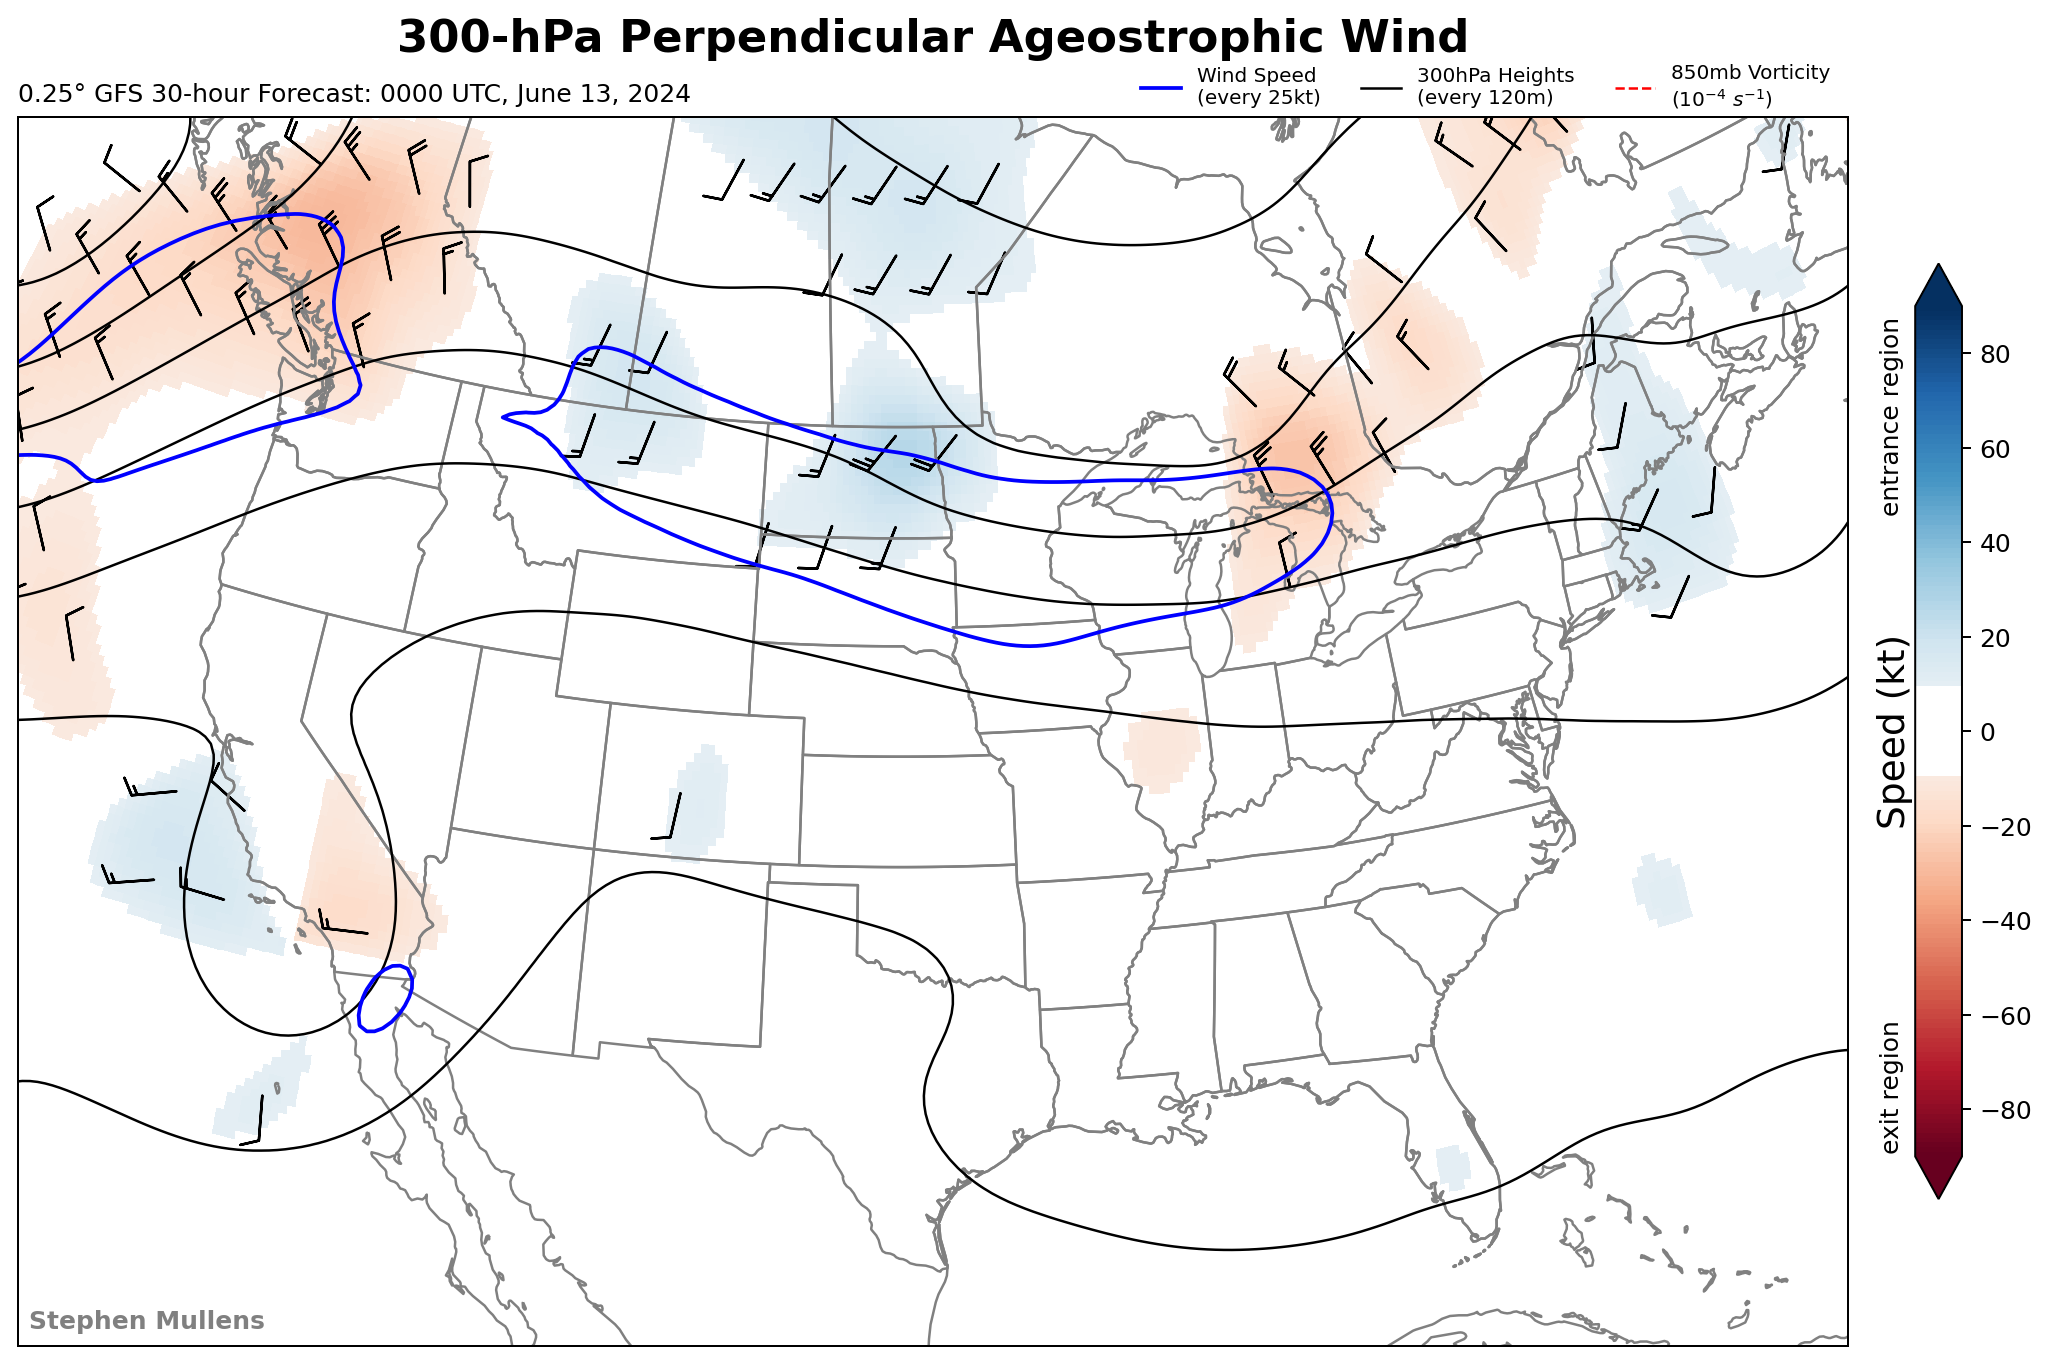 300-hPa Perpendicular Ageostrophic Wind
0.25° GFS 30-hour Forecast: 0000 UTC, June 13, 2024
Wind Speed
(every 25kt)
300hPa Heights
(every 120m)
850mb Vorticity
(10⁻⁴ s⁻¹)
entrance region
Speed (kt)
exit region
80
60
40
20
0
−20
−40
−60
−80
Stephen Mullens